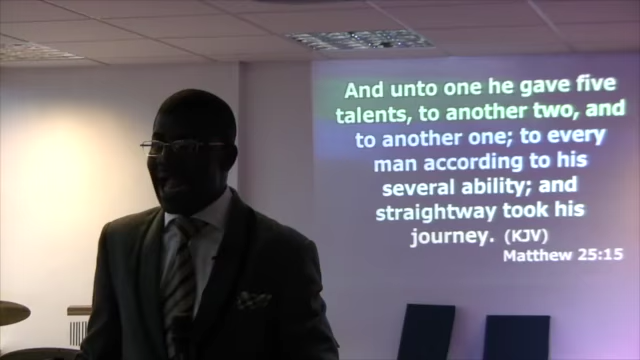 And unto one he gave five
talents, to another two, and
to another one; to every
man according to his
several ability; and
straightway took his
journey. (KJV)
Matthew 25:15